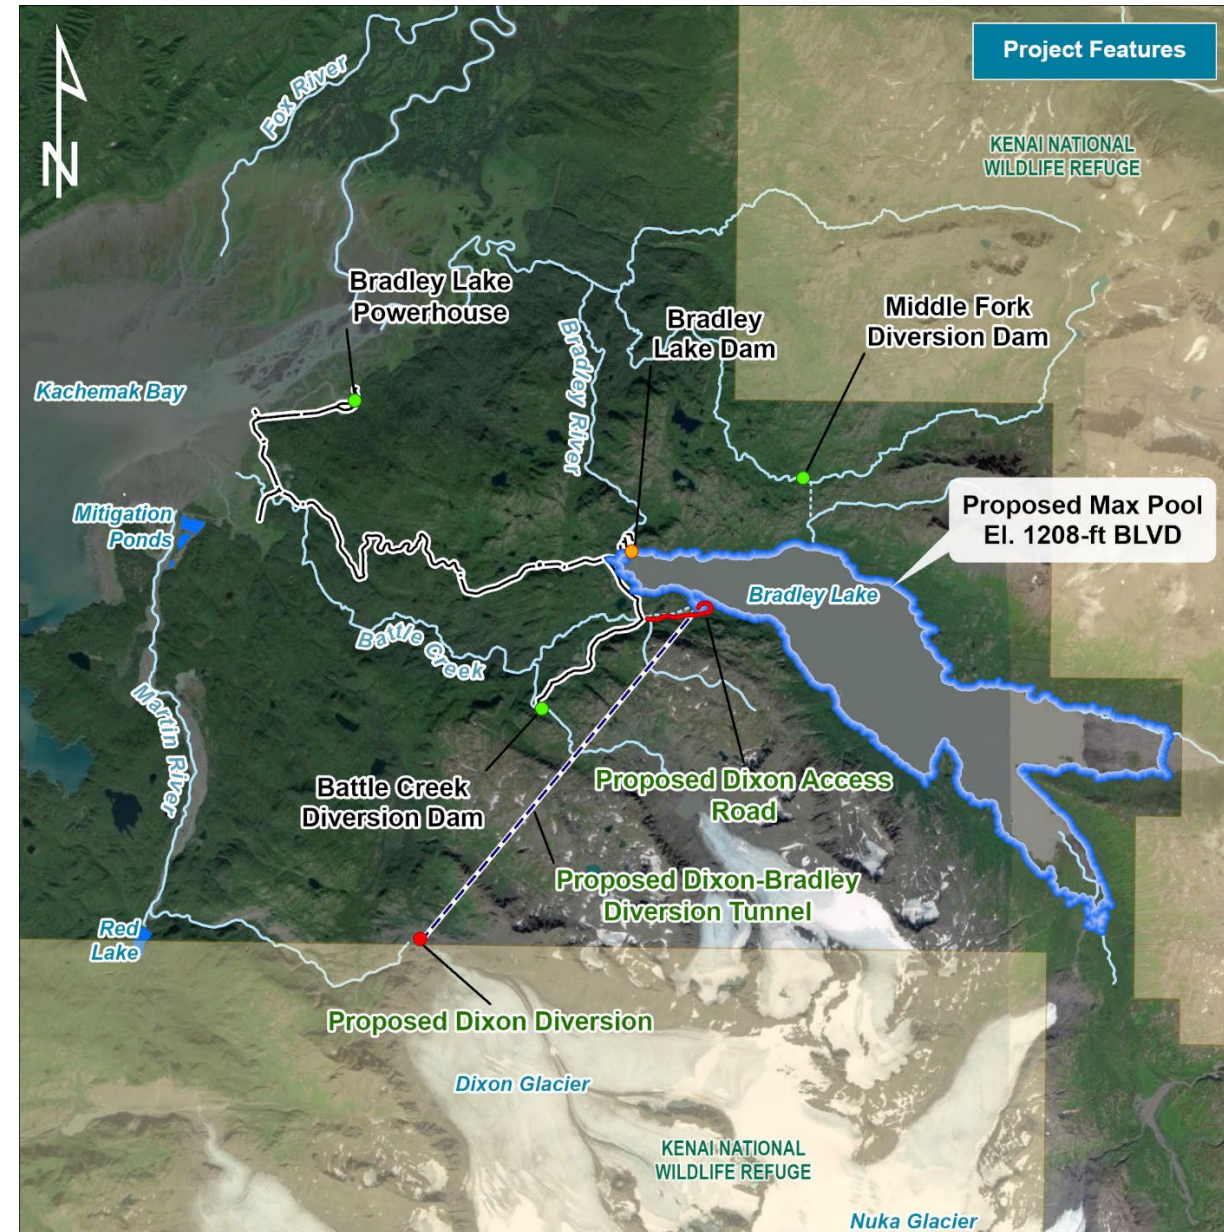 Project Features
N
Fox River
KENAI NATIONAL
WILDLIFE REFUGE
Bradley Lake
Powerhouse
Bradley
Lake Dam
Middle Fork
Diversion Dam
Bradley River
Kachemak Bay
Mitigation
Ponds
Proposed Max Pool
El. 1208-ft BLVD
Bradley Lake
Battle Creek
Martin River
Battle Creek
Diversion Dam
Proposed Dixon Access
Road
Proposed Dixon-Bradley
Diversion Tunnel
Red
Lake
Proposed Dixon Diversion
Dixon Glacier
KENAI NATIONAL
WILDLIFE REFUGE
Nuka Glacier